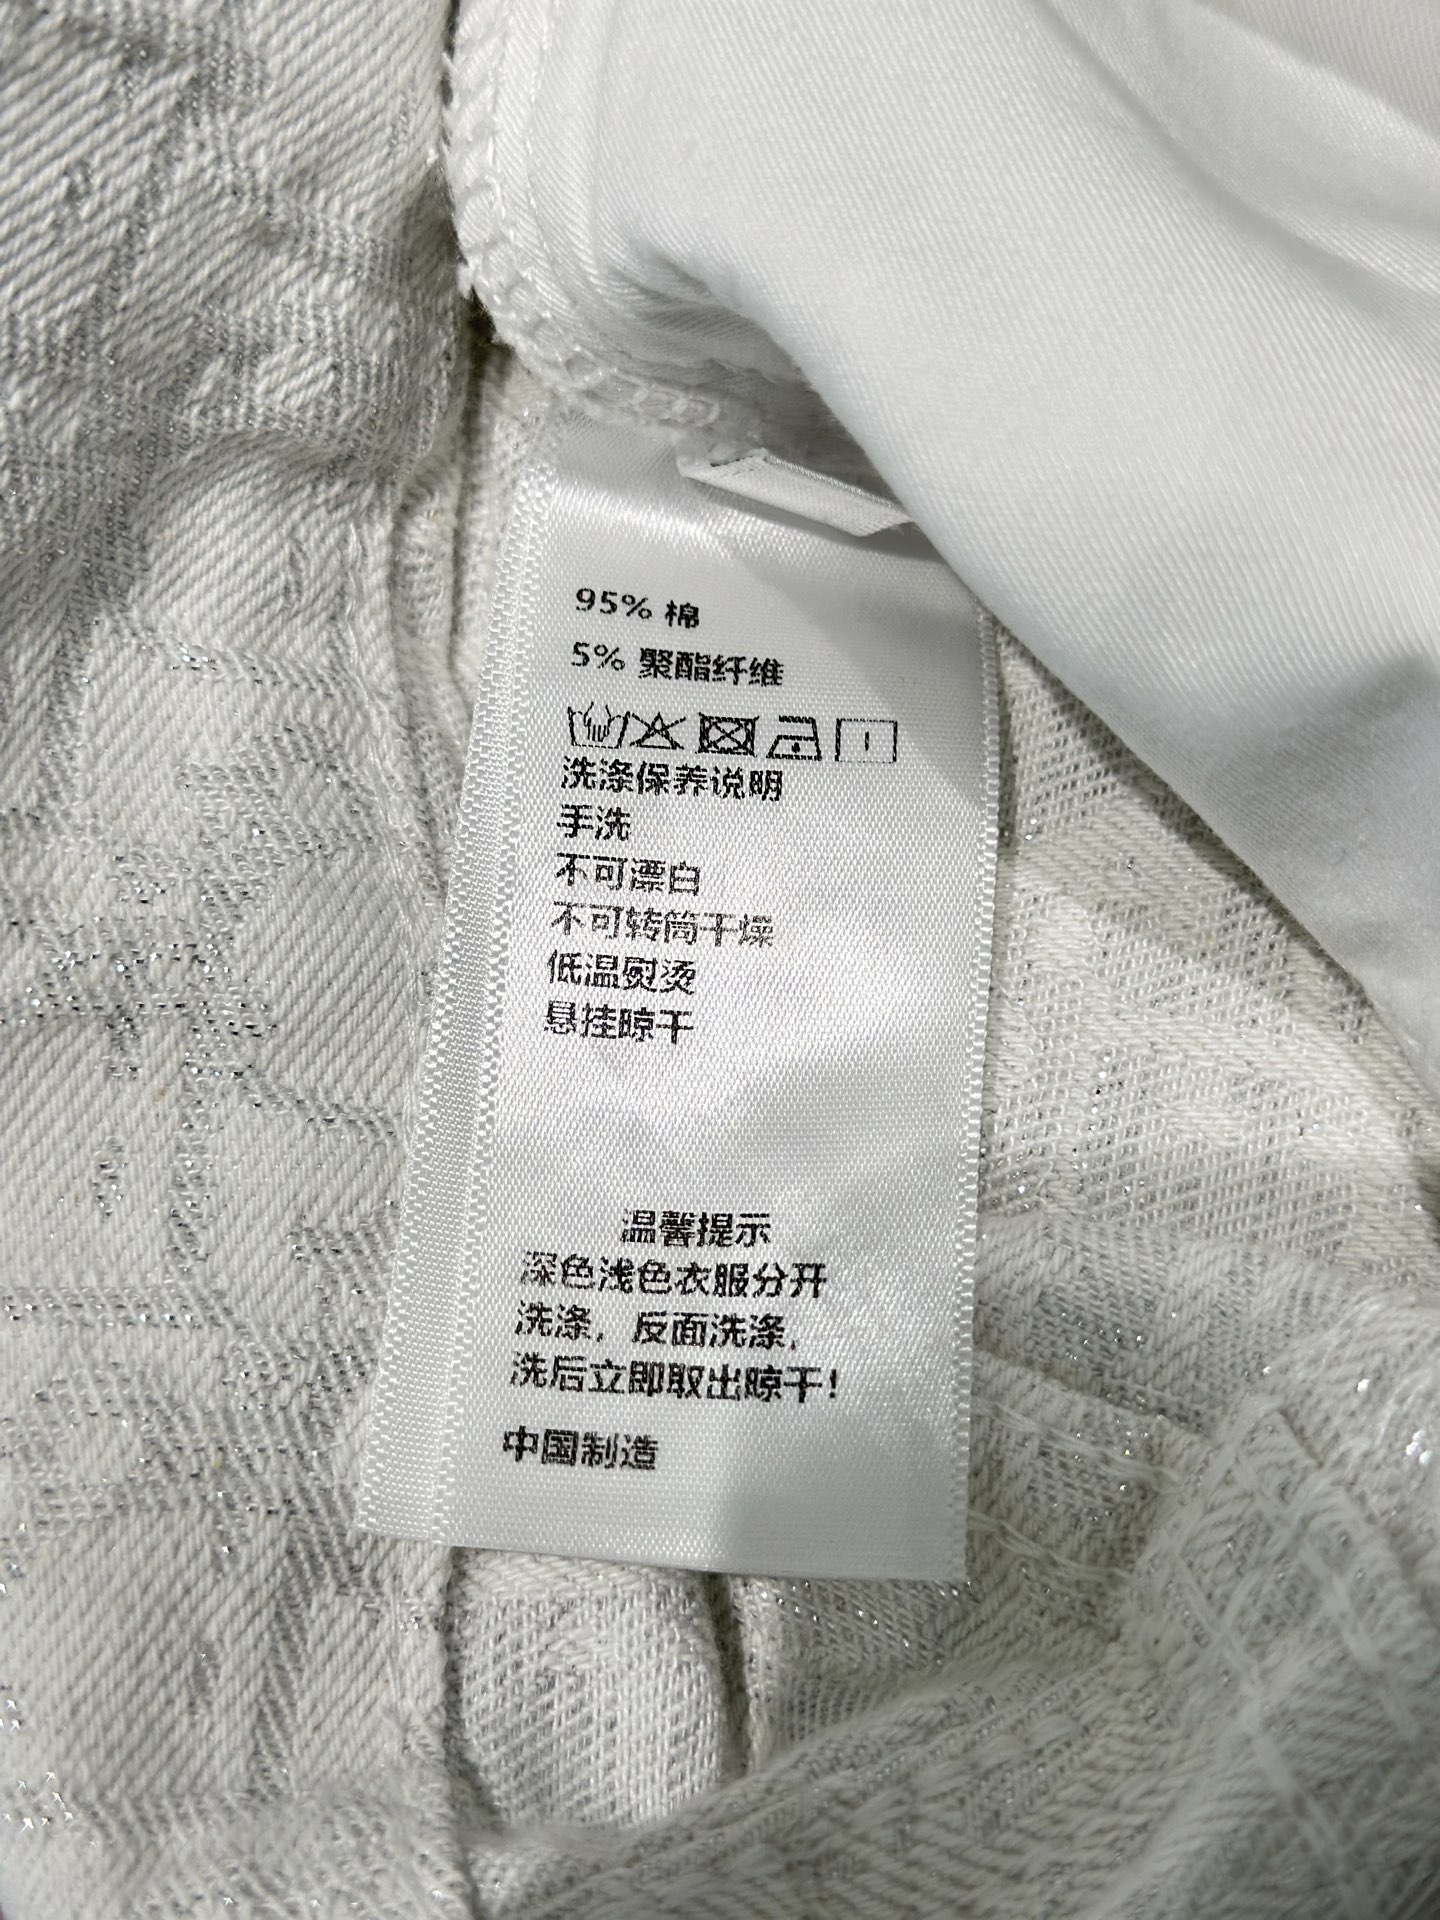 95% 棉
5% 聚酯纤维
洗涤保养说明
手洗
不可漂白
不可转筒干燥
低温熨烫
悬挂晾干
温馨提示
深色浅色衣服分开
洗涤，反面洗涤，
洗后立即取出晾干！
中国制造